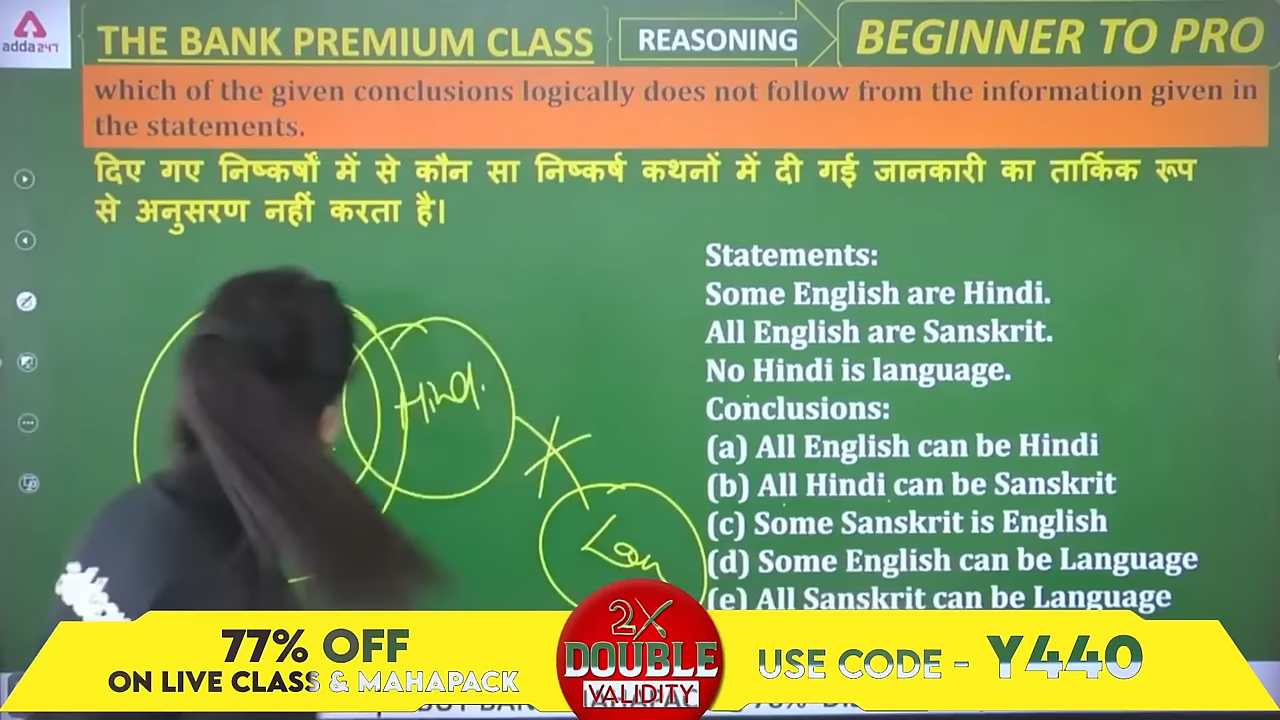 adda247
THE BANK PREMIUM CLASS
REASONING
BEGINNER TO PRO
which of the given conclusions logically does not follow from the information given in
the statements.
दिए गए निष्कर्षों में से कौन सा निष्कर्ष कथनों में दी गई जानकारी का तार्किक रूप
से अनुसरण नहीं करता है।
Statements:
Some English are Hindi.
All English are Sanskrit.
No Hindi is language.
Conclusions:
(a) All English can be Hindi
(b) All Hindi can be Sanskrit
(c) Some Sanskrit is English
(d) Some English can be Language
(e) All Sanskrit can be Language
Hindi.
Lan
77% OFF
ON LIVE CLASS & MAHAPACK
2X
DOUBLE
VALIDITY
USE CODE - Y440